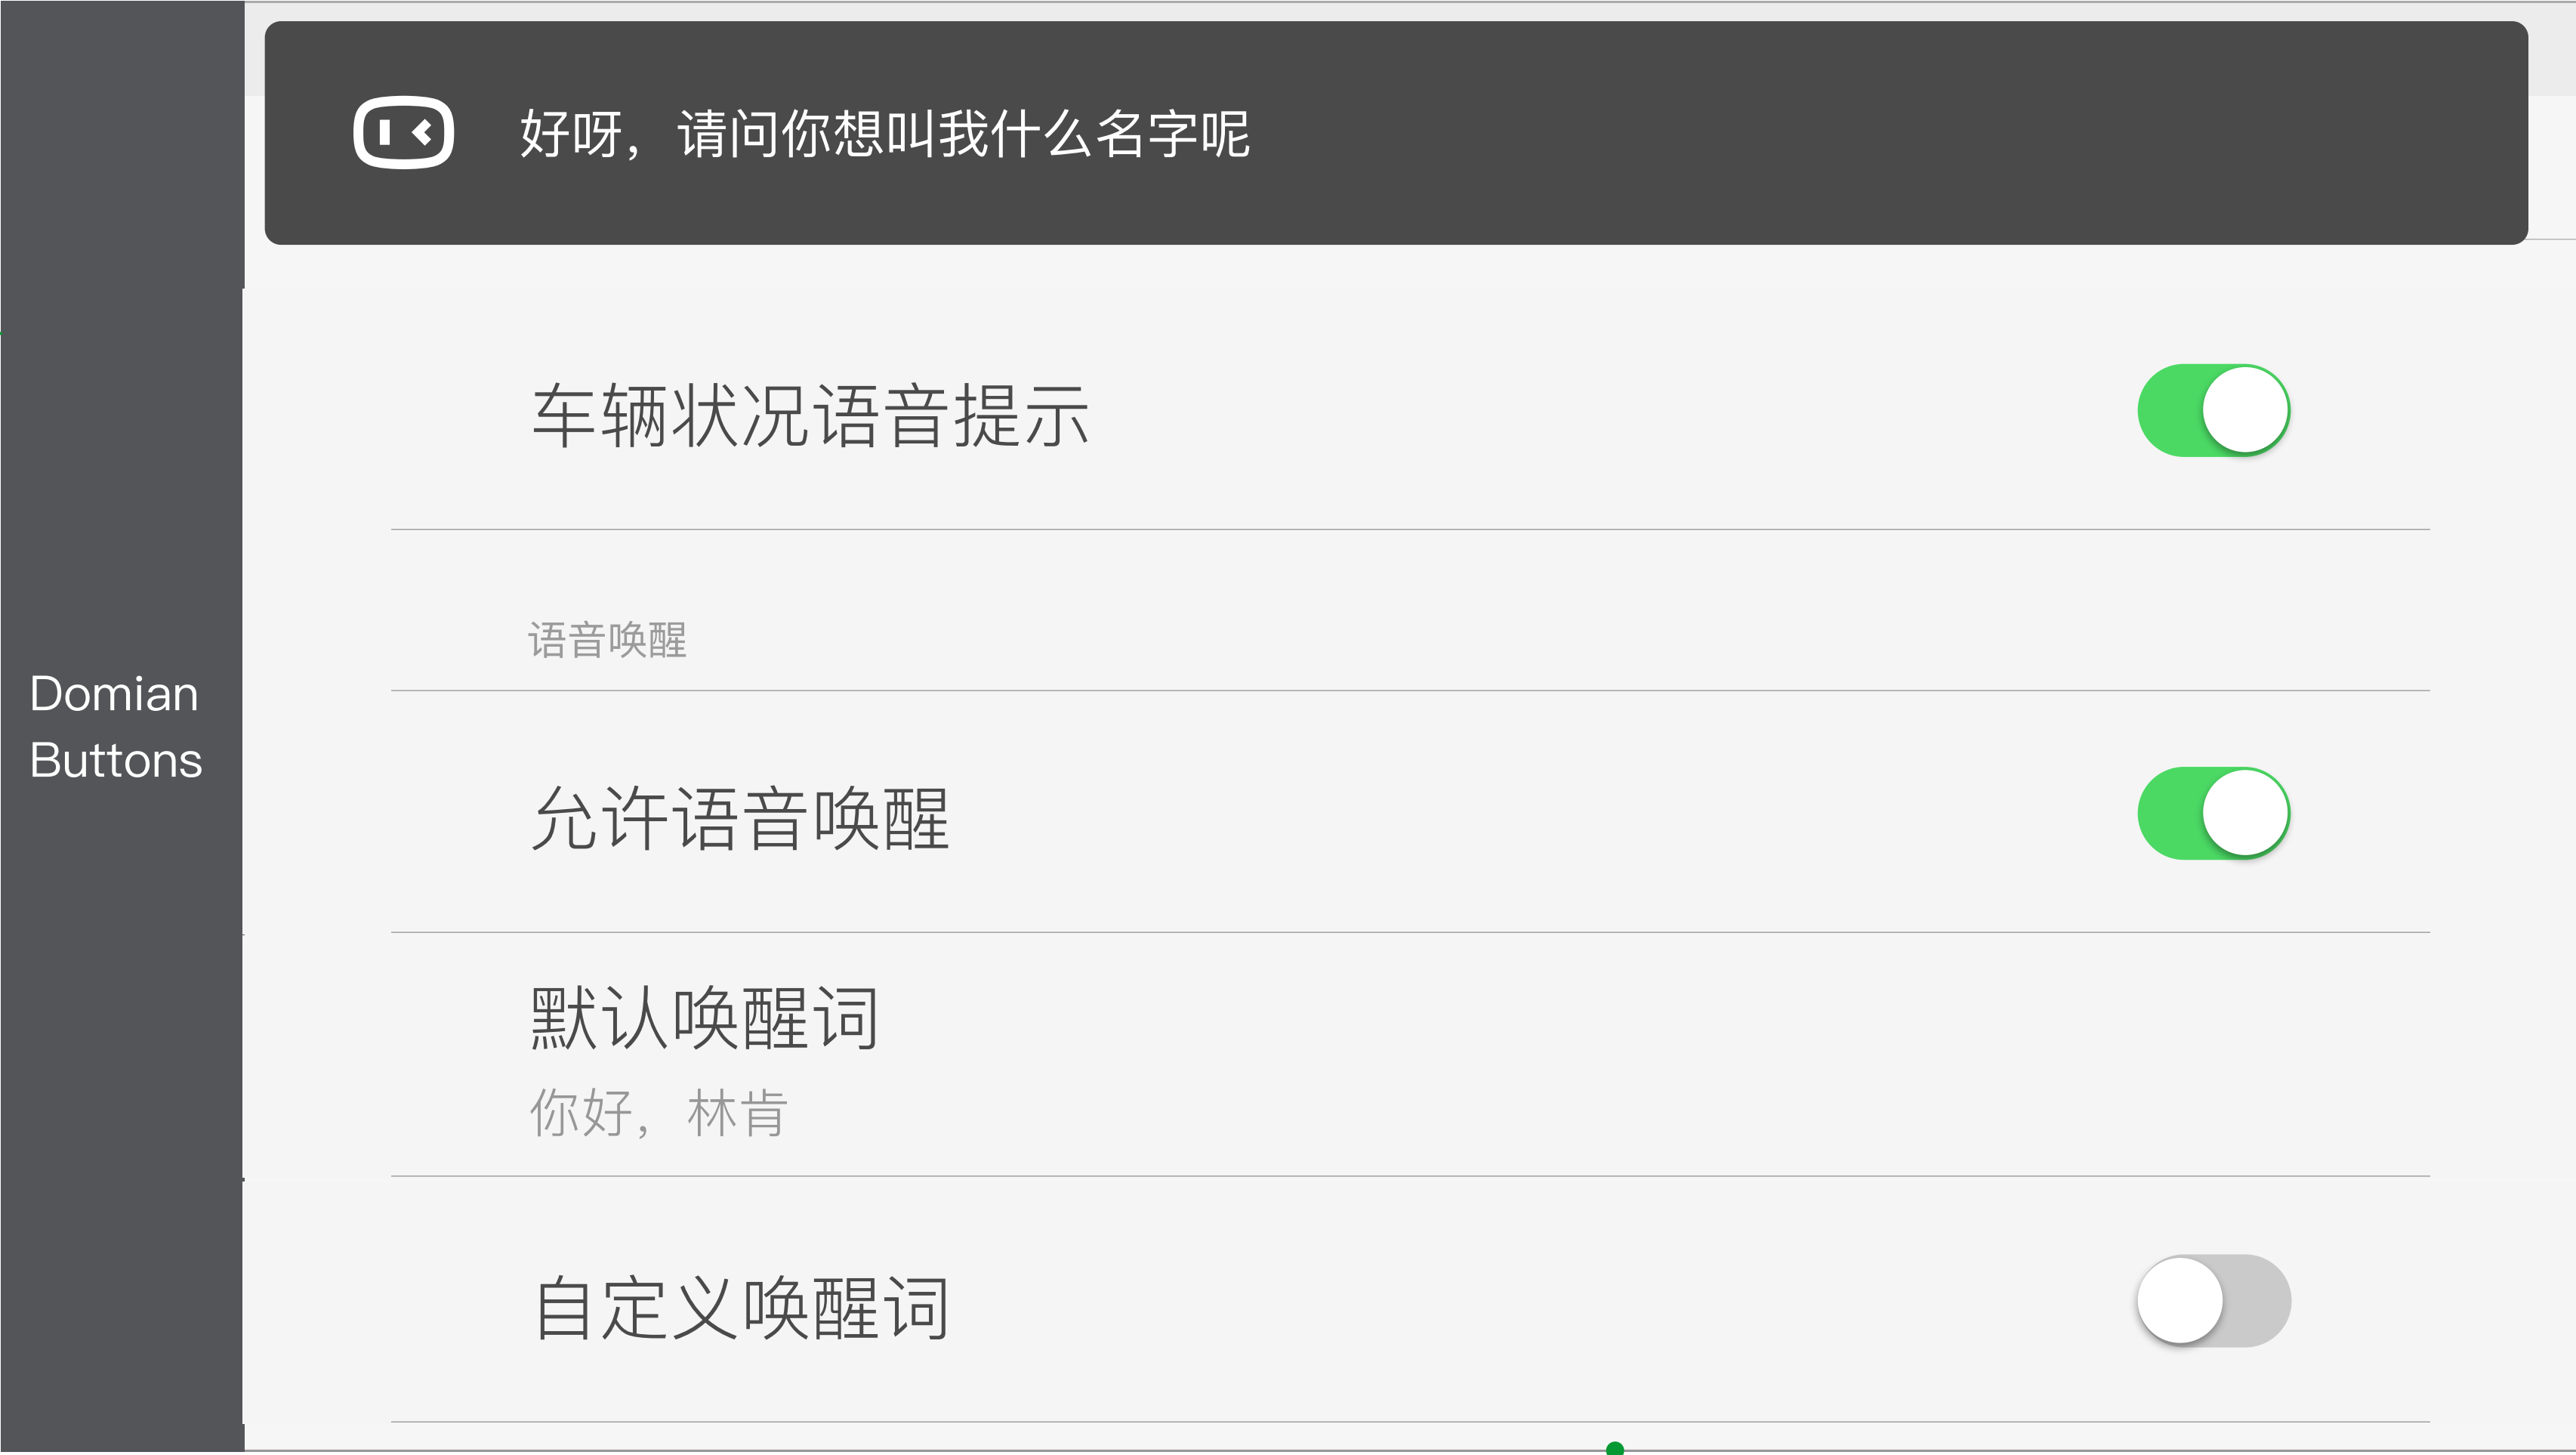 好呀，请问你想叫我什么名字呢
车辆状况语音提示
语音唤醒
Domian
Buttons
允许语音唤醒
默认唤醒词
你好，林肯
自定义唤醒词